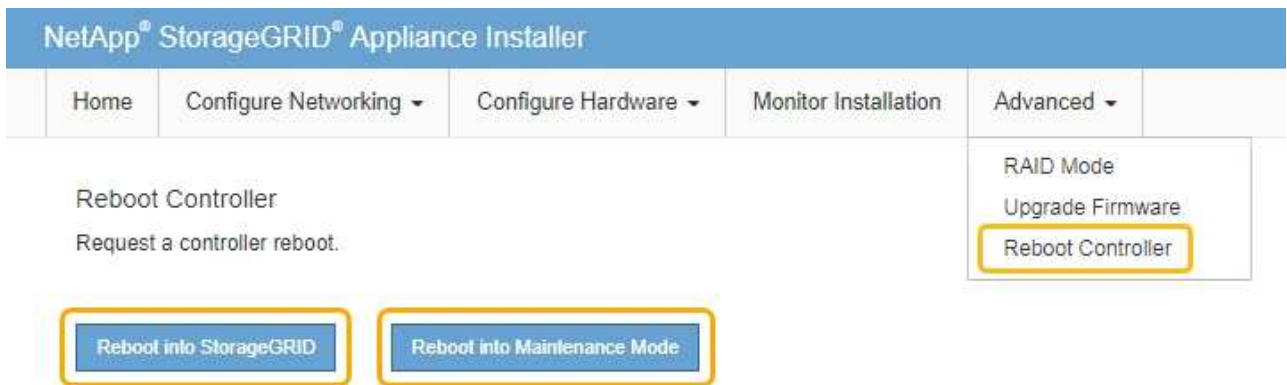 NetApp® StorageGRID® Appliance Installer
Home Configure Networking Configure Hardware Monitor Installation Advanced
RAID Mode
Upgrade Firmware
Reboot Controller
Reboot Controller
Request a controller reboot.
Reboot into StorageGRID Reboot into Maintenance Mode